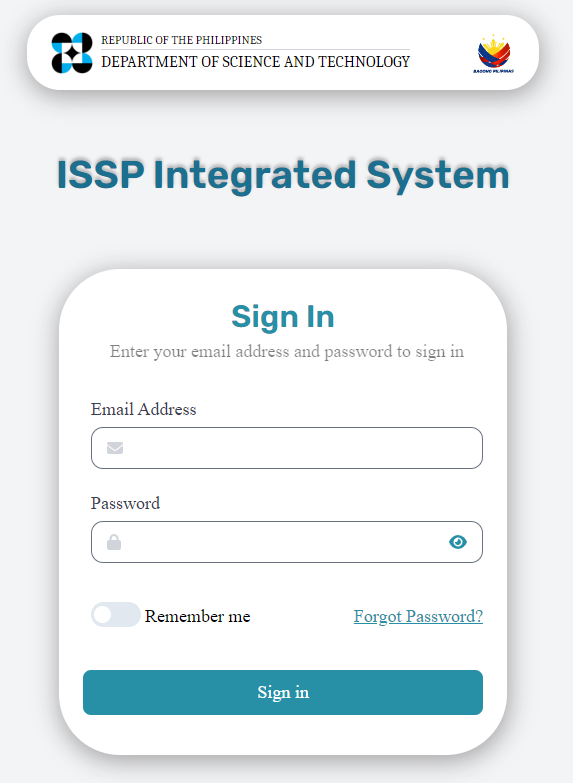 REPUBLIC OF THE PHILIPPINES
DEPARTMENT OF SCIENCE AND TECHNOLOGY
BAGONG PILIPINAS
ISSP Integrated System
Sign In
Enter your email address and password to sign in
Email Address
Password
Remember me
Forgot Password?
Sign in